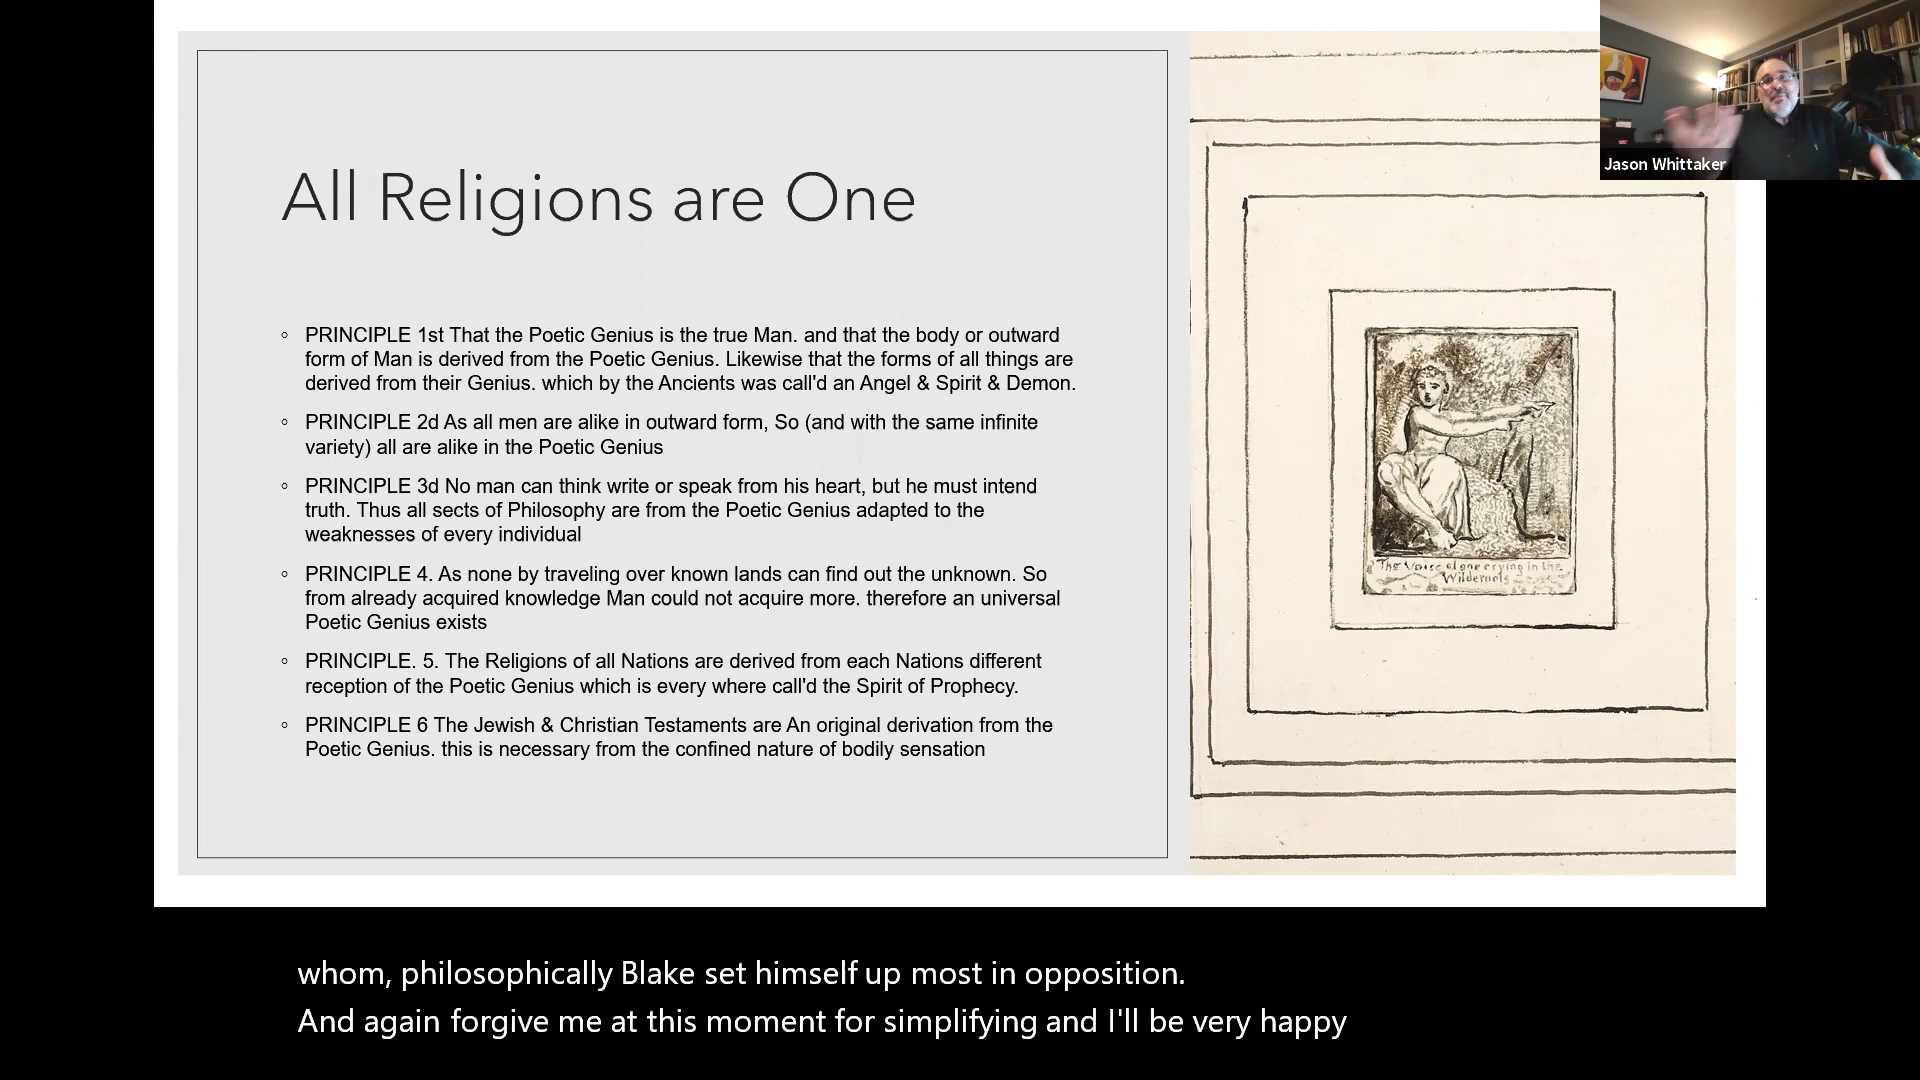 All Religions are One
PRINCIPLE 1st That the Poetic Genius is the true Man. and that the body or outward
form of Man is derived from the Poetic Genius. Likewise that the forms of all things are
derived from their Genius. which by the Ancients was call'd an Angel & Spirit & Demon.
PRINCIPLE 2d As all men are alike in outward form, So (and with the same infinite
variety) all are alike in the Poetic Genius
PRINCIPLE 3d No man can think write or speak from his heart, but he must intend
truth. Thus all sects of Philosophy are from the Poetic Genius adapted to the
weaknesses of every individual
PRINCIPLE 4. As none by traveling over known lands can find out the unknown. So
from already acquired knowledge Man could not acquire more. therefore an universal
Poetic Genius exists
PRINCIPLE. 5. The Religions of all Nations are derived from each Nations different
reception of the Poetic Genius which is every where call'd the Spirit of Prophecy.
PRINCIPLE 6 The Jewish & Christian Testaments are An original derivation from the
Poetic Genius. this is necessary from the confined nature of bodily sensation
The Voice of one crying in the
Wilderness
Jason Whittaker
whom, philosophically Blake set himself up most in opposition.
And again forgive me at this moment for simplifying and I'll be very happy